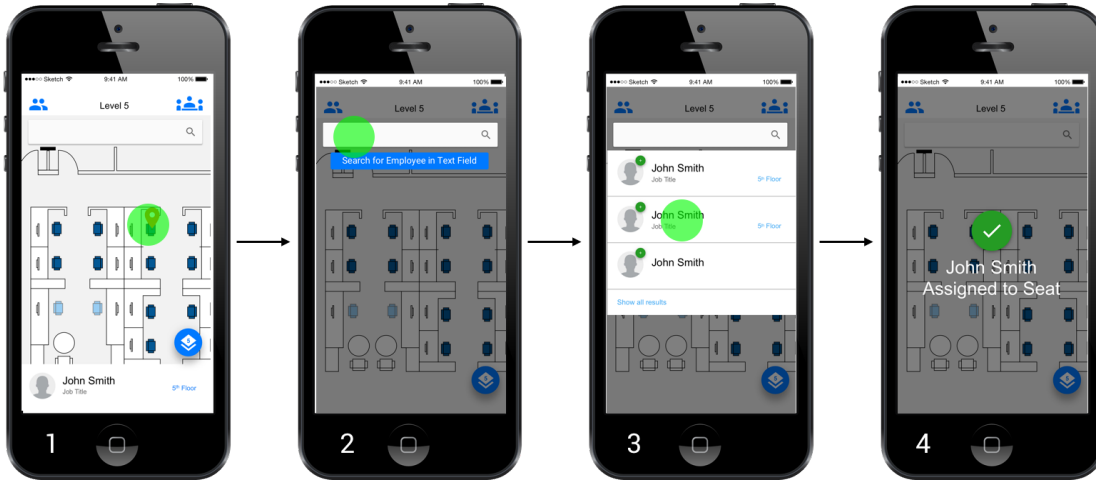 Sketch 9:41 AM 100%
Level 5
John Smith
Job Title
5th Floor
1
Sketch 9:41 AM 100%
Level 5
Search for Employee in Text Field
2
Sketch 9:41 AM 100%
Level 5
John Smith
Job Title
5th Floor
John Smith
Job Title
5th Floor
John Smith
Show all results
3
Sketch 9:41 AM 100%
Level 5
John Smith
Assigned to Seat
4